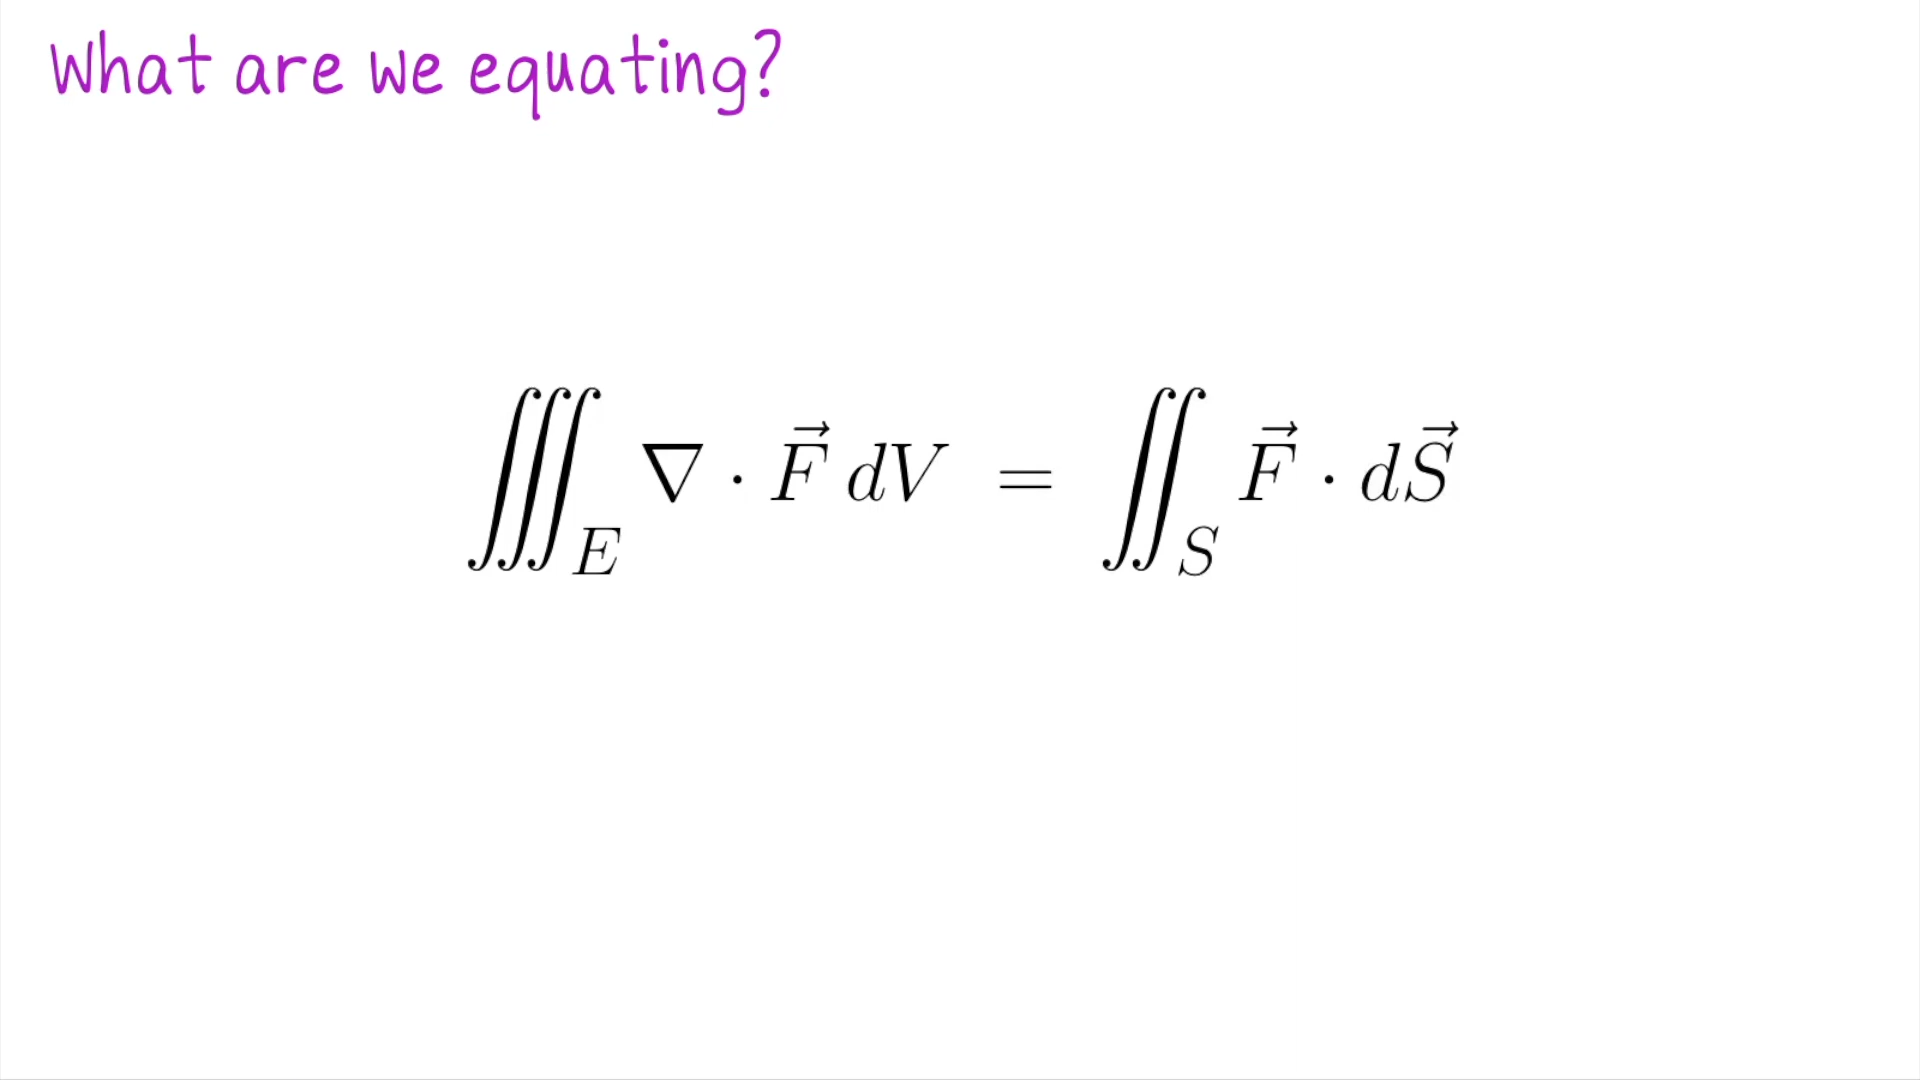 What are we equating?
∭_E ∇ · F⃗ dV = ∬_S F⃗ · dS⃗